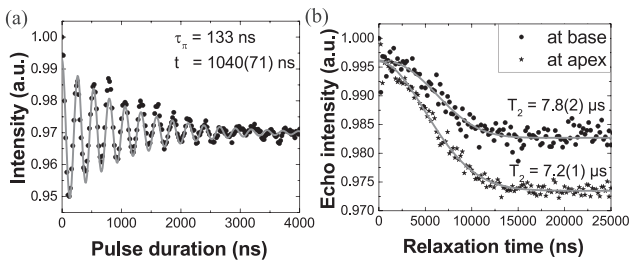 (a)
1.00
0.99
0.98
0.97
0.96
0.95
Intensity (a.u.)
τπ = 133 ns
t = 1040(71) ns
0 1000 2000 3000 4000
Pulse duration (ns)
(b)
1.000
0.995
0.990
0.985
0.980
0.975
0.970
Echo intensity (a.u.)
at base
at apex
T2 = 7.8(2) µs
T2 = 7.2(1) µs
0 5000 10000 15000 20000 25000
Relaxation time (ns)